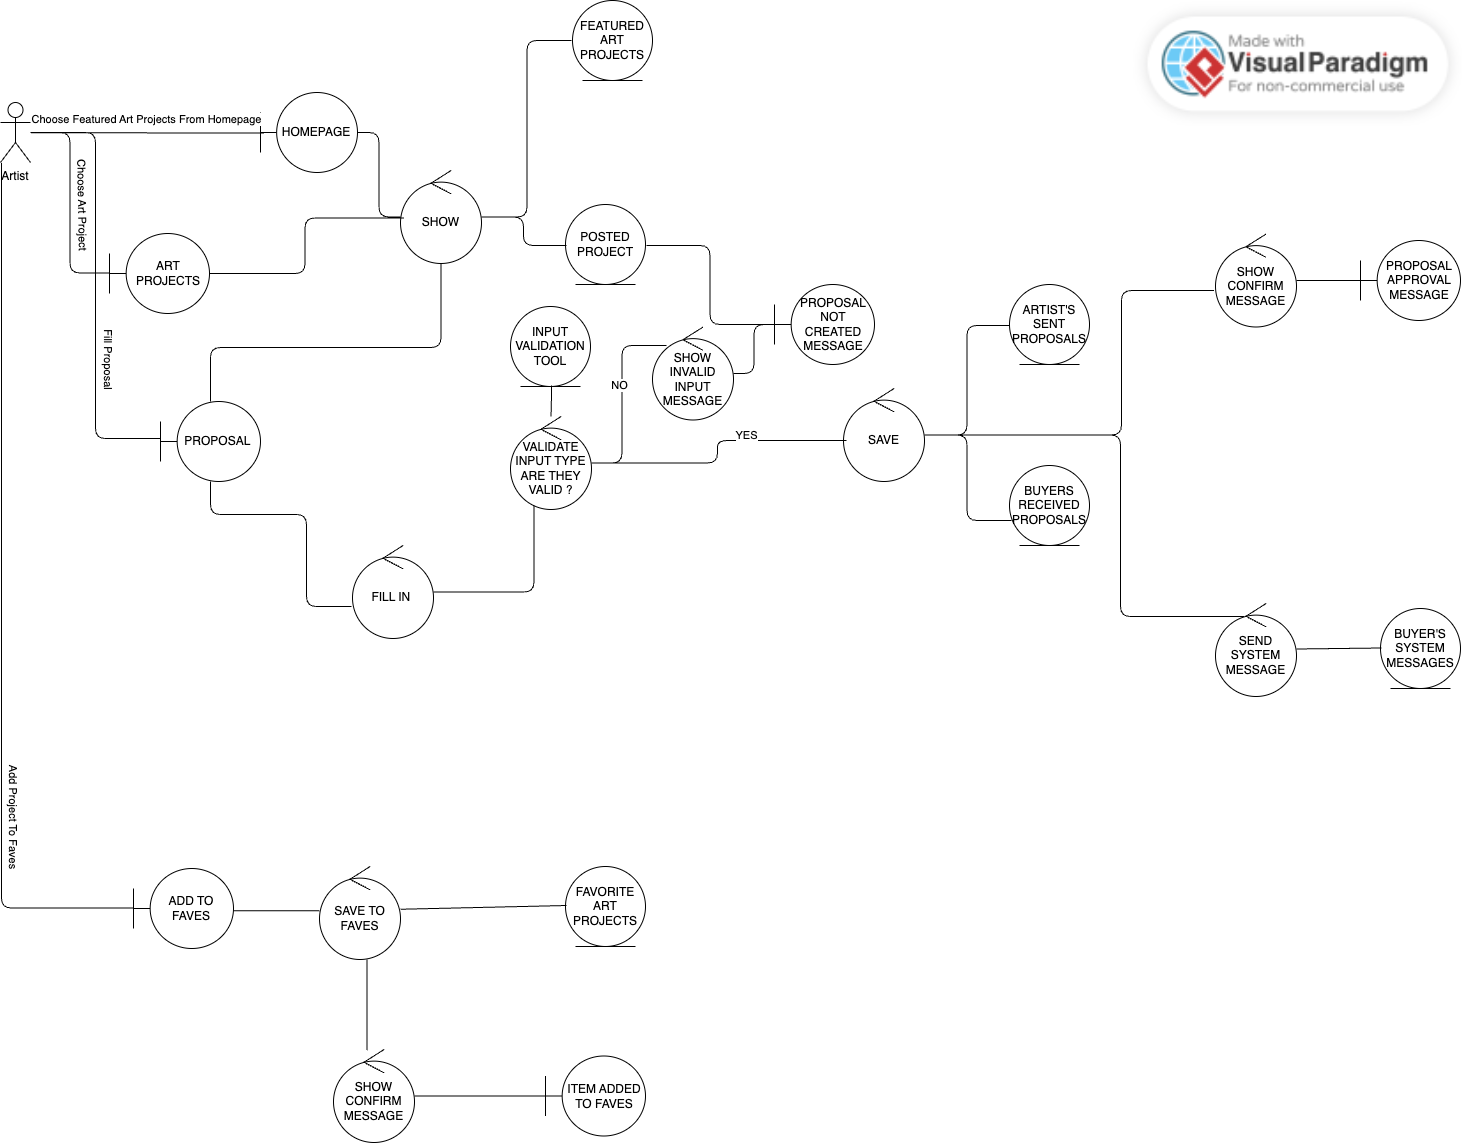 FEATURED
ART
PROJECTS
Made with
Visual Paradigm
For non-commercial use
Choose Featured Art Projects From Homepage
HOMEPAGE
Artist
Choose Art Project
SHOW
POSTED
PROJECT
ART
PROJECTS
SHOW
CONFIRM
MESSAGE
PROPOSAL
APPROVAL
MESSAGE
Fill Proposal
INPUT
VALIDATION
TOOL
PROPOSAL
NOT
CREATED
MESSAGE
ARTIST'S
SENT
PROPOSALS
SHOW
INVALID
INPUT
MESSAGE
NO
PROPOSAL
VALIDATE
INPUT TYPE
ARE THEY
VALID ?
YES
SAVE
BUYERS
RECEIVED
PROPOSALS
FILL IN
SEND
SYSTEM
MESSAGE
BUYER'S
SYSTEM
MESSAGES
Add Project To Faves
ADD TO
FAVES
SAVE TO
FAVES
FAVORITE
ART
PROJECTS
SHOW
CONFIRM
MESSAGE
ITEM ADDED
TO FAVES